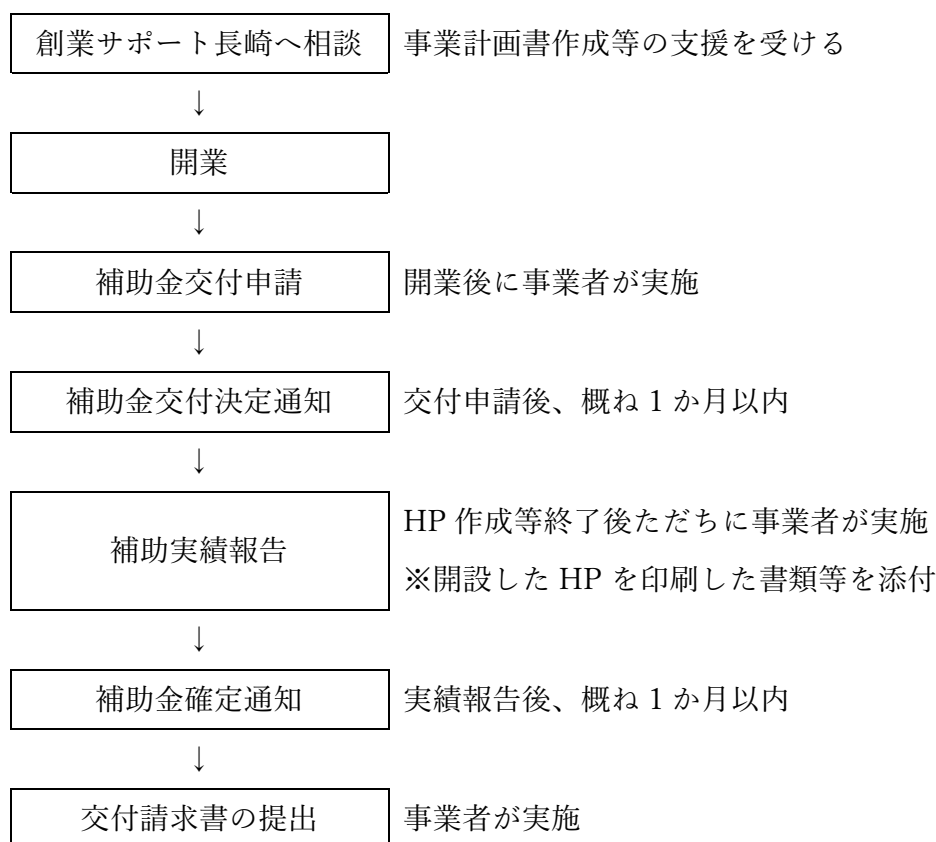 創業サポート長崎へ相談 事業計画書作成等の支援を受ける
↓
開業
↓
補助金交付申請 開業後に事業者が実施
↓
補助金交付決定通知 交付申請後、概ね 1 か月以内
↓
HP 作成等終了後ただちに事業者が実施
補助実績報告
※開設した HP を印刷した書類等を添付
↓
補助金確定通知 実績報告後、概ね 1 か月以内
↓
交付請求書の提出 事業者が実施